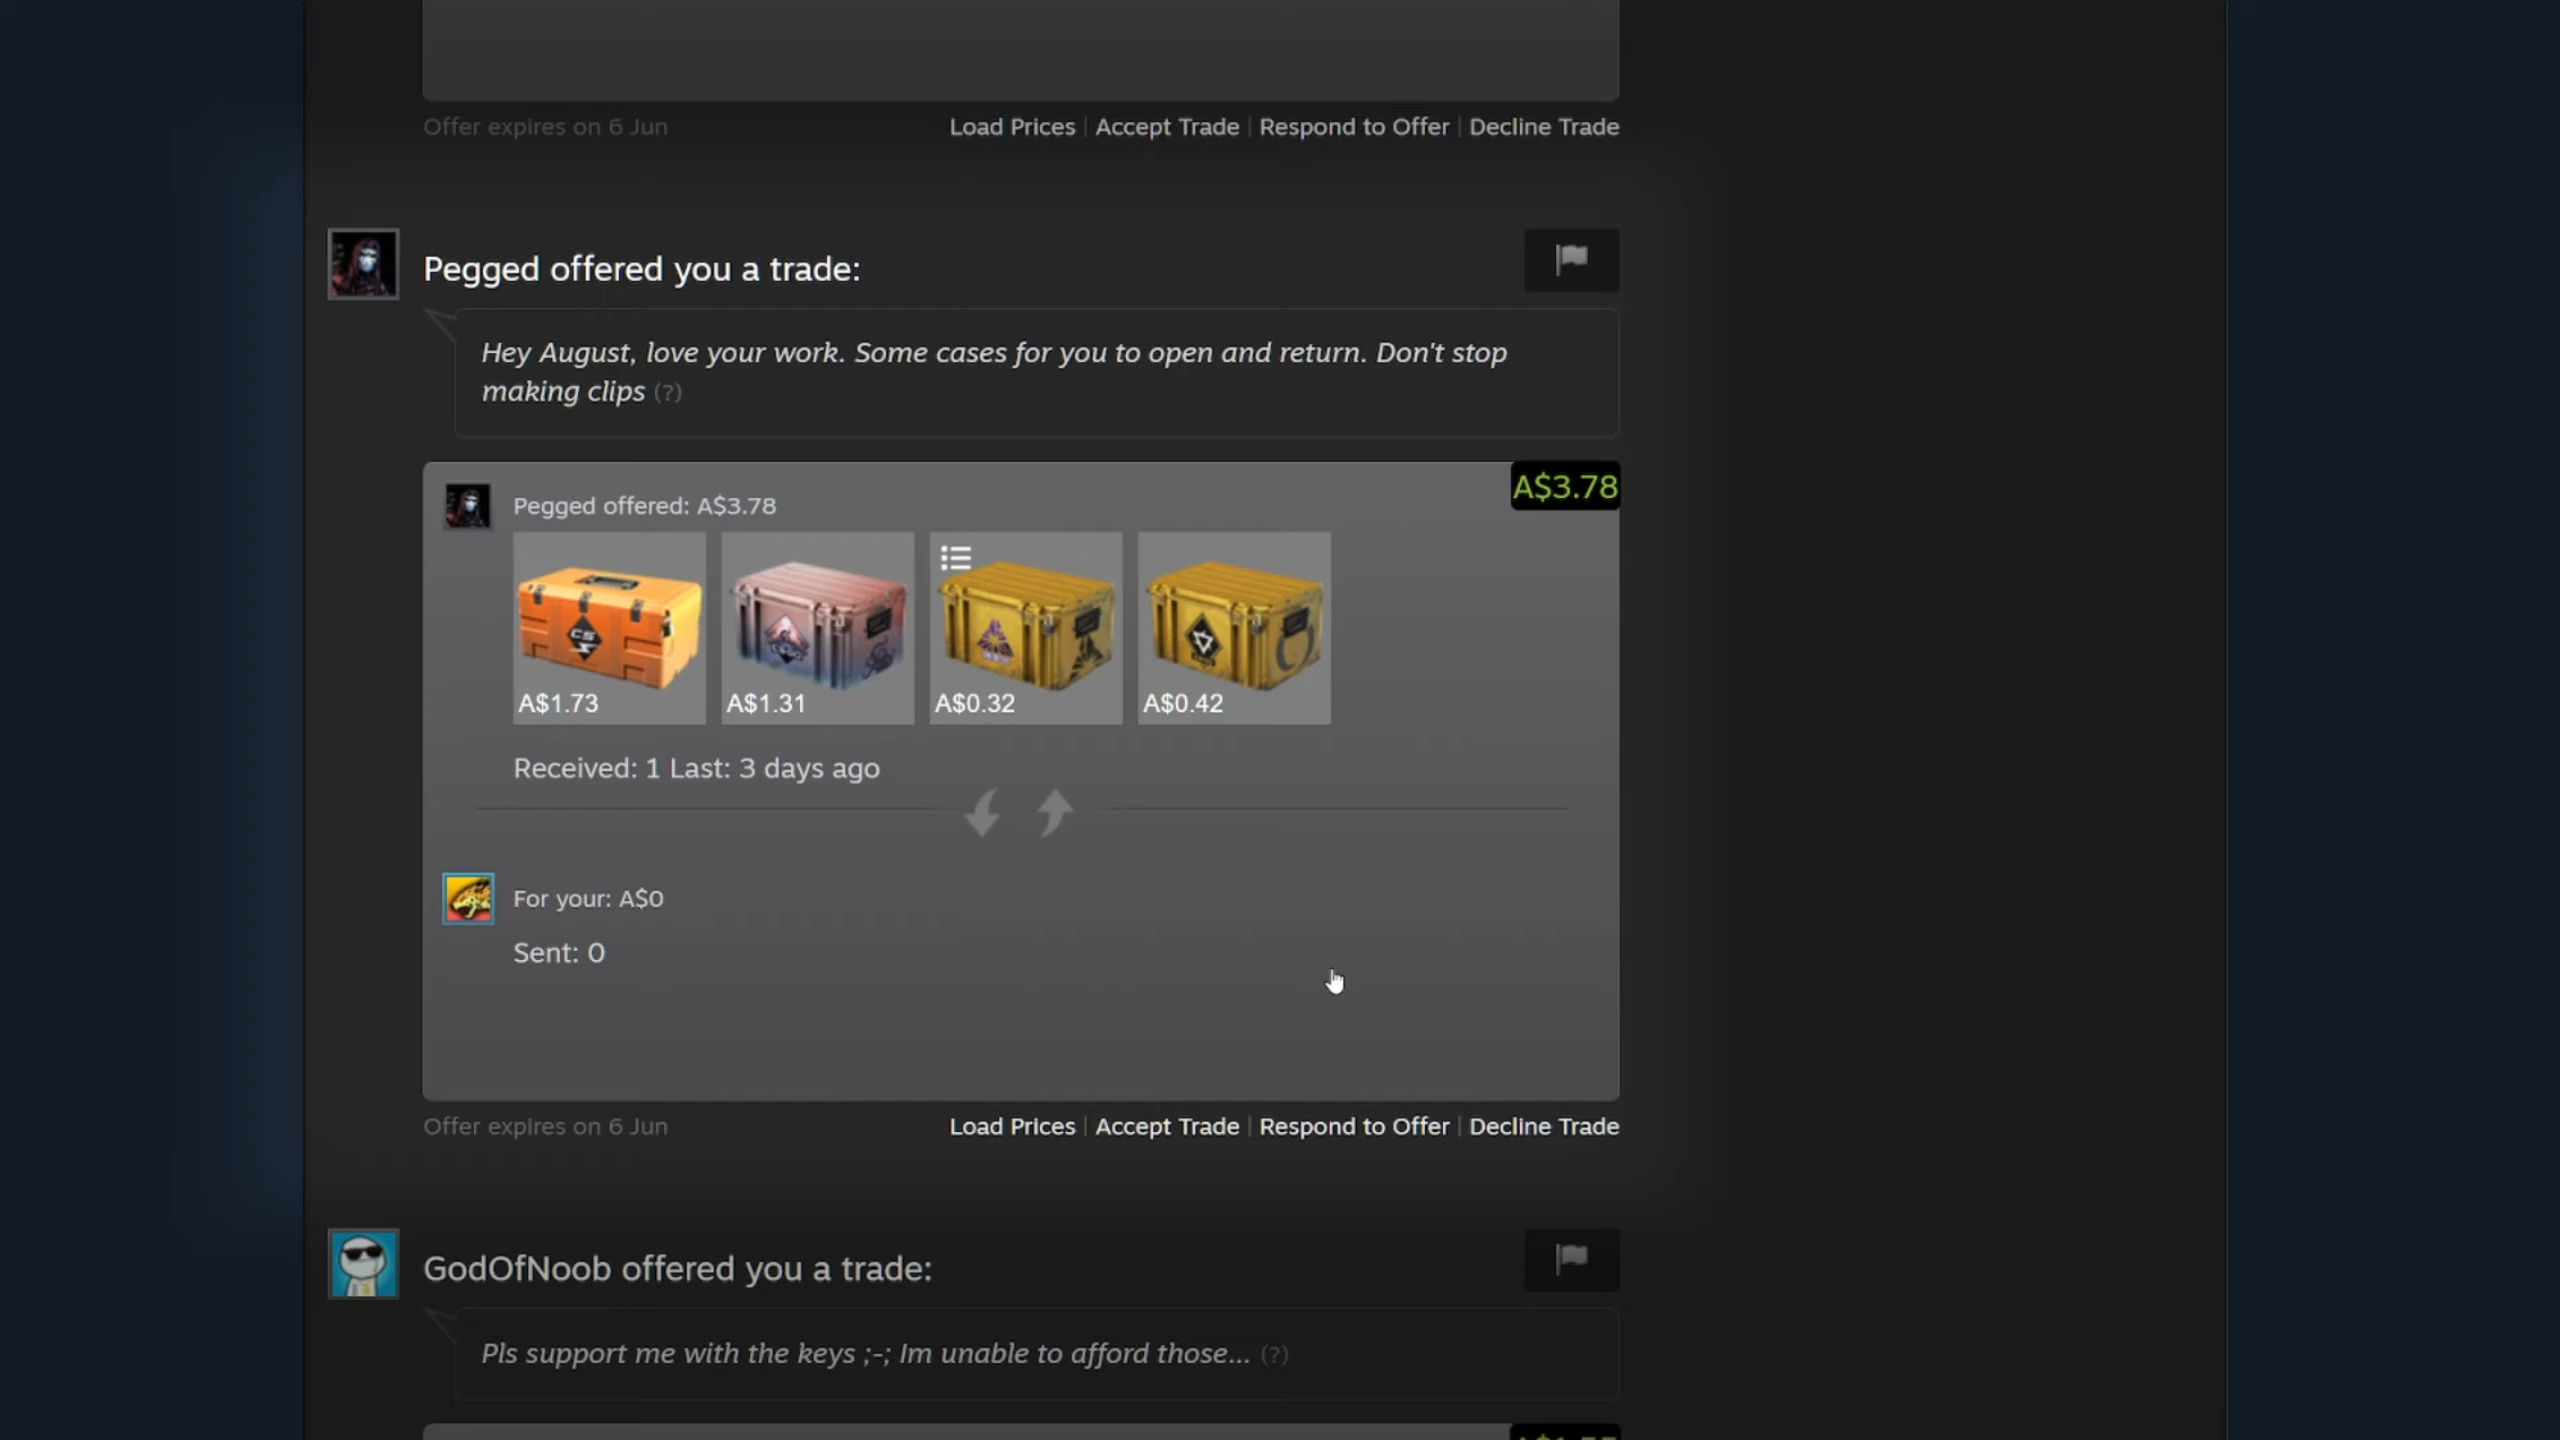 Offer expires on 6 Jun
Load Prices | Accept Trade | Respond to Offer | Decline Trade
Pegged offered you a trade:
Hey August, love your work. Some cases for you to open and return. Don't stop
making clips (?)
A$3.78
Pegged offered: A$3.78
CS
A$1.73
A$1.31
A$0.32
A$0.42
Received: 1 Last: 3 days ago
For your: A$0
Sent: 0
Offer expires on 6 Jun
Load Prices | Accept Trade | Respond to Offer | Decline Trade
GodOfNoob offered you a trade:
Pls support me with the keys ;-; Im unable to afford those... (?)